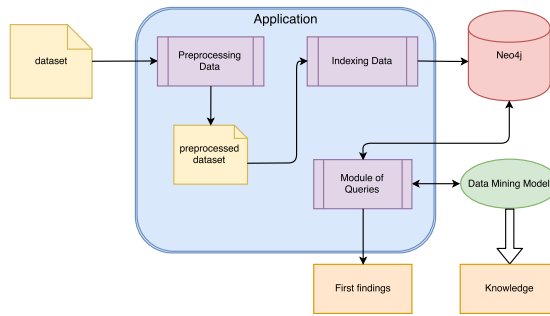 Application
dataset
Preprocessing
Data
Indexing Data
Neo4j
preprocessed
dataset
Module of
Queries
Data Mining Model
First findings
Knowledge